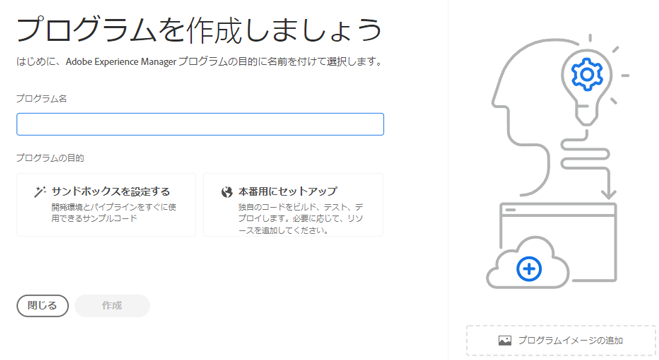 プログラムを作成しましょう
はじめに、Adobe Experience Manager プログラムの目的に名前を付けて選択します。
プログラム名
プログラムの目的
サンドボックスを設定する
開発環境とパイプラインをすぐに使
用できるサンプルコード
本番用にセットアップ
独自のコードをビルド、テスト、デ
プロイします。必要に応じて、リソ
ースを追加してください。
閉じる
作成
プログラムイメージの追加